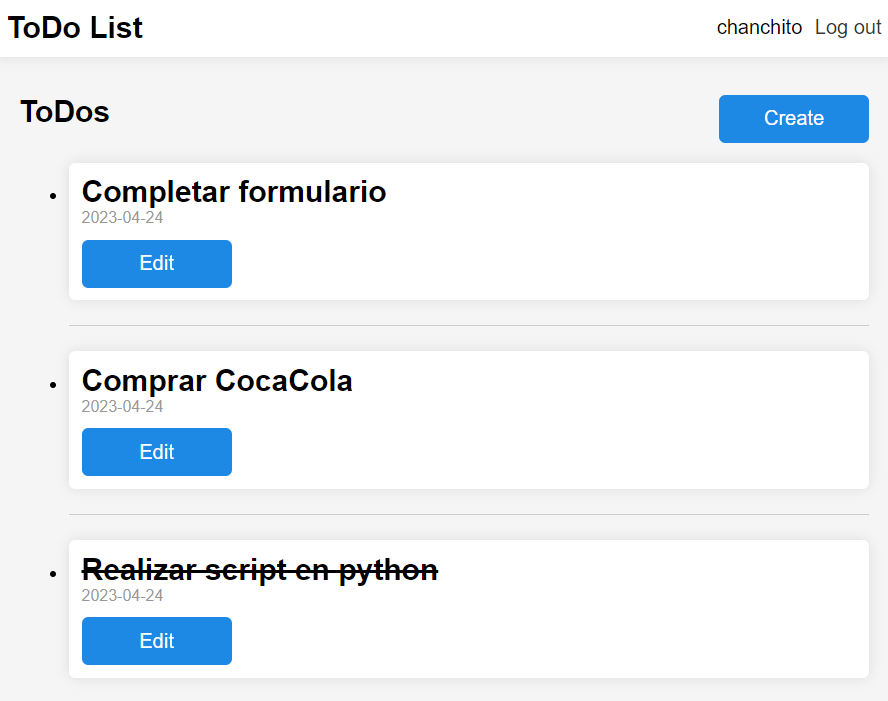 ToDo List
chanchito Log out
ToDos
Create
Completar formulario
2023-04-24
Edit
Comprar CocaCola
2023-04-24
Edit
Realizar script en python
2023-04-24
Edit